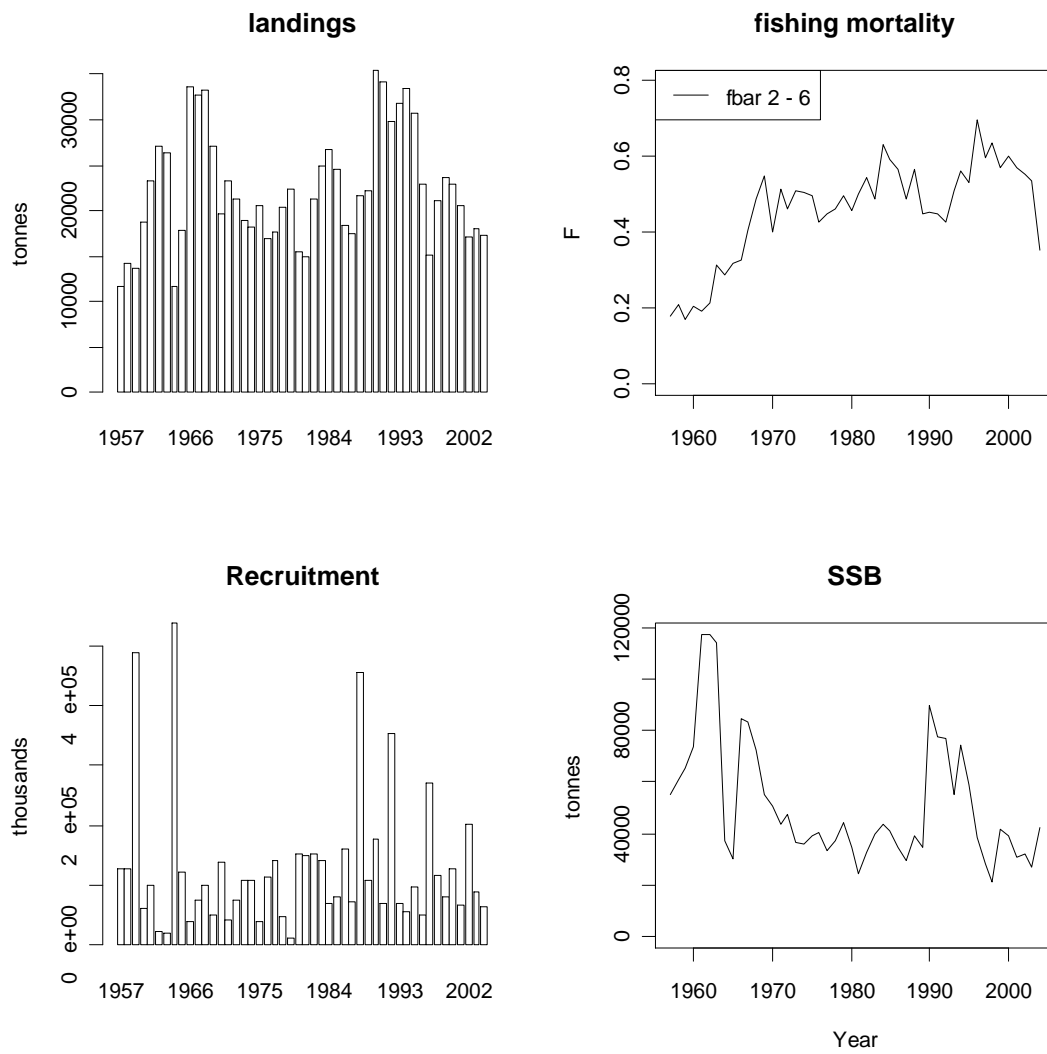 landings
tonnes
0 10000 20000 30000
1957 1966 1975 1984 1993 2002
fishing mortality
fbar 2 - 6
F
0.0 0.2 0.4 0.6 0.8
1960 1970 1980 1990 2000
Recruitment
thousands
0 e+00 2 e+05 4 e+05
1957 1966 1975 1984 1993 2002
SSB
tonnes
0 40000 80000 120000
1960 1970 1980 1990 2000
Year